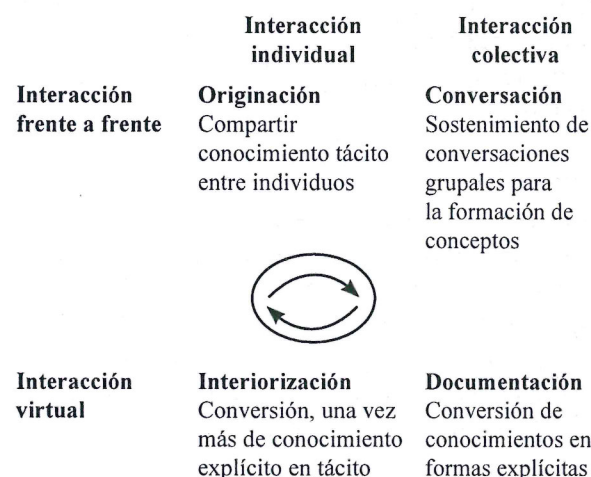 Interacción individual
Interacción colectiva
Interacción frente a frente
Originación
Compartir
conocimiento tácito
entre individuos
Conversación
Sostenimiento de
conversaciones
grupales para
la formación de
conceptos
Interacción virtual
Interiorización
Conversión, una vez
más de conocimiento
explícito en tácito
Documentación
Conversión de
conocimientos en
formas explícitas